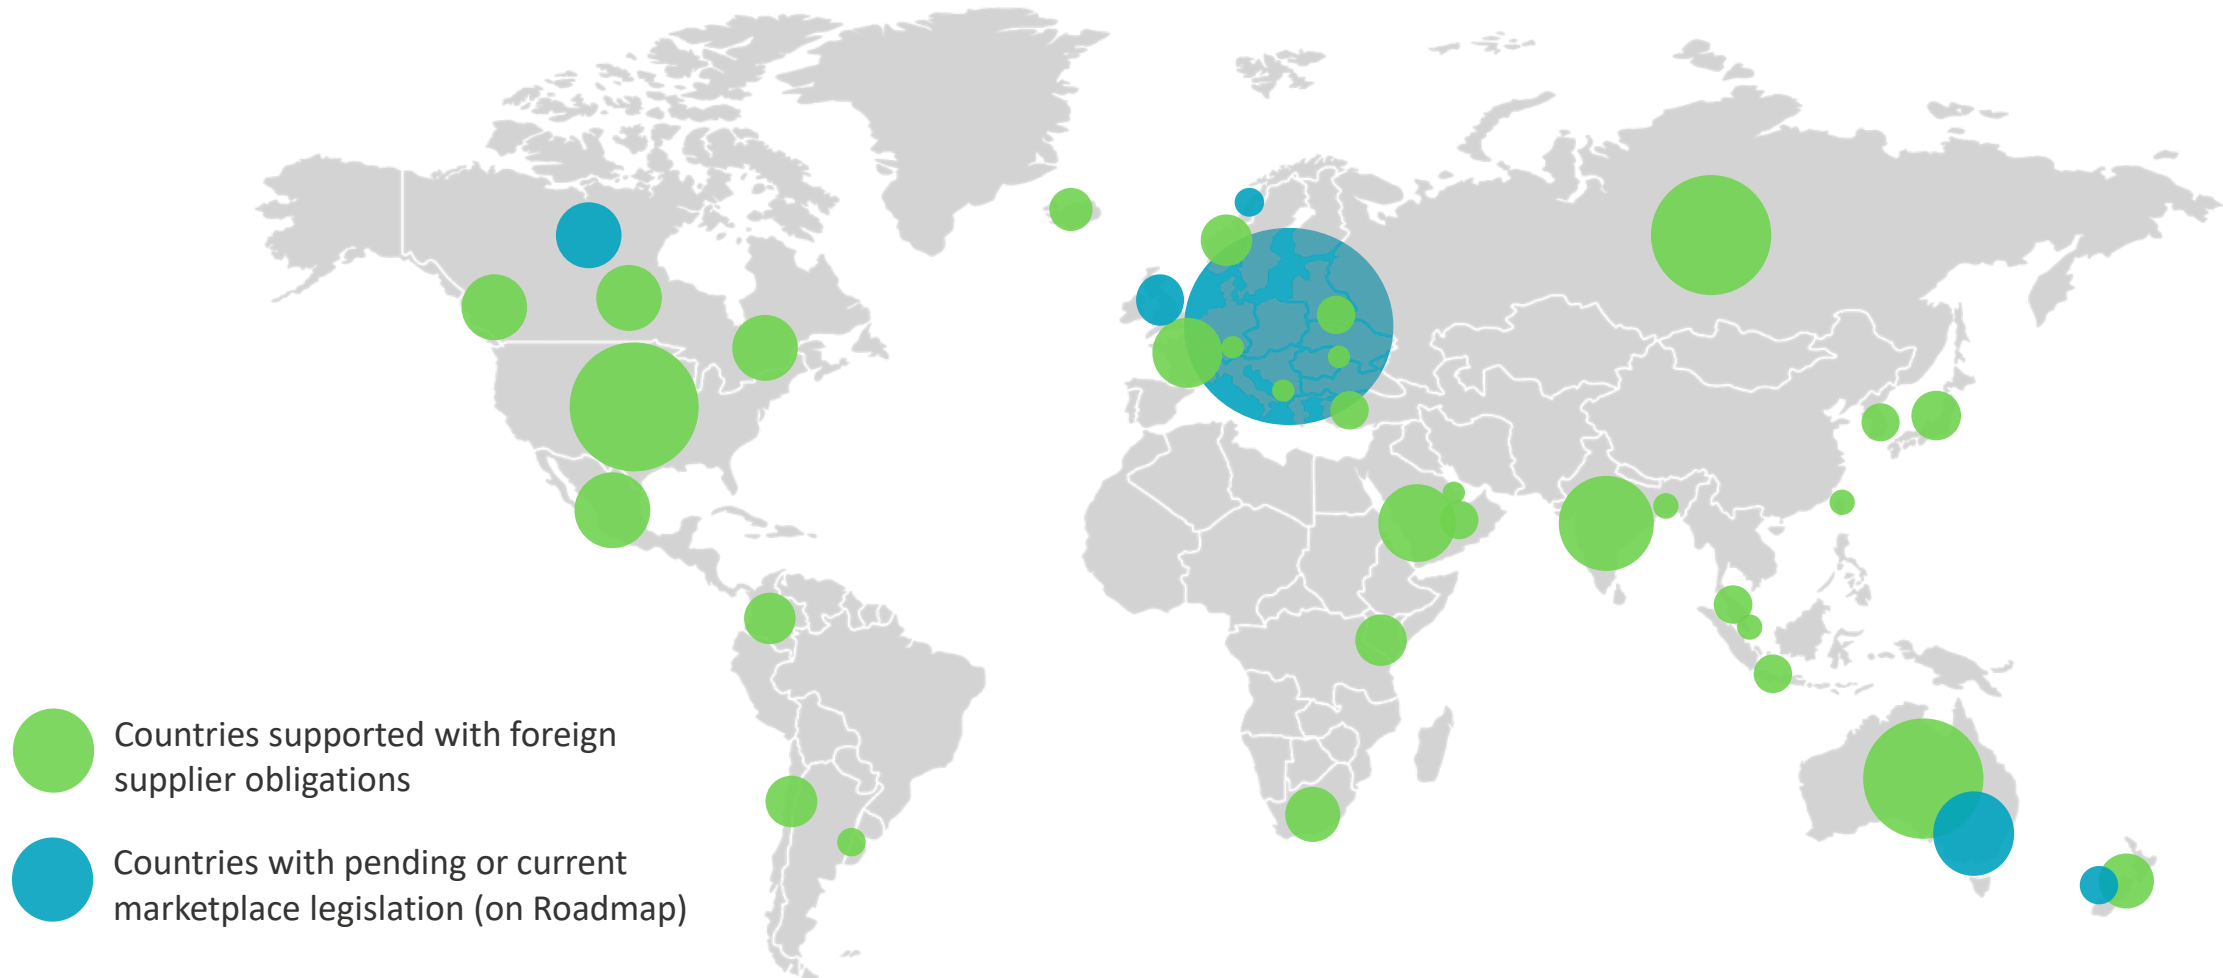 Countries supported with foreign
supplier obligations
Countries with pending or current
marketplace legislation (on Roadmap)